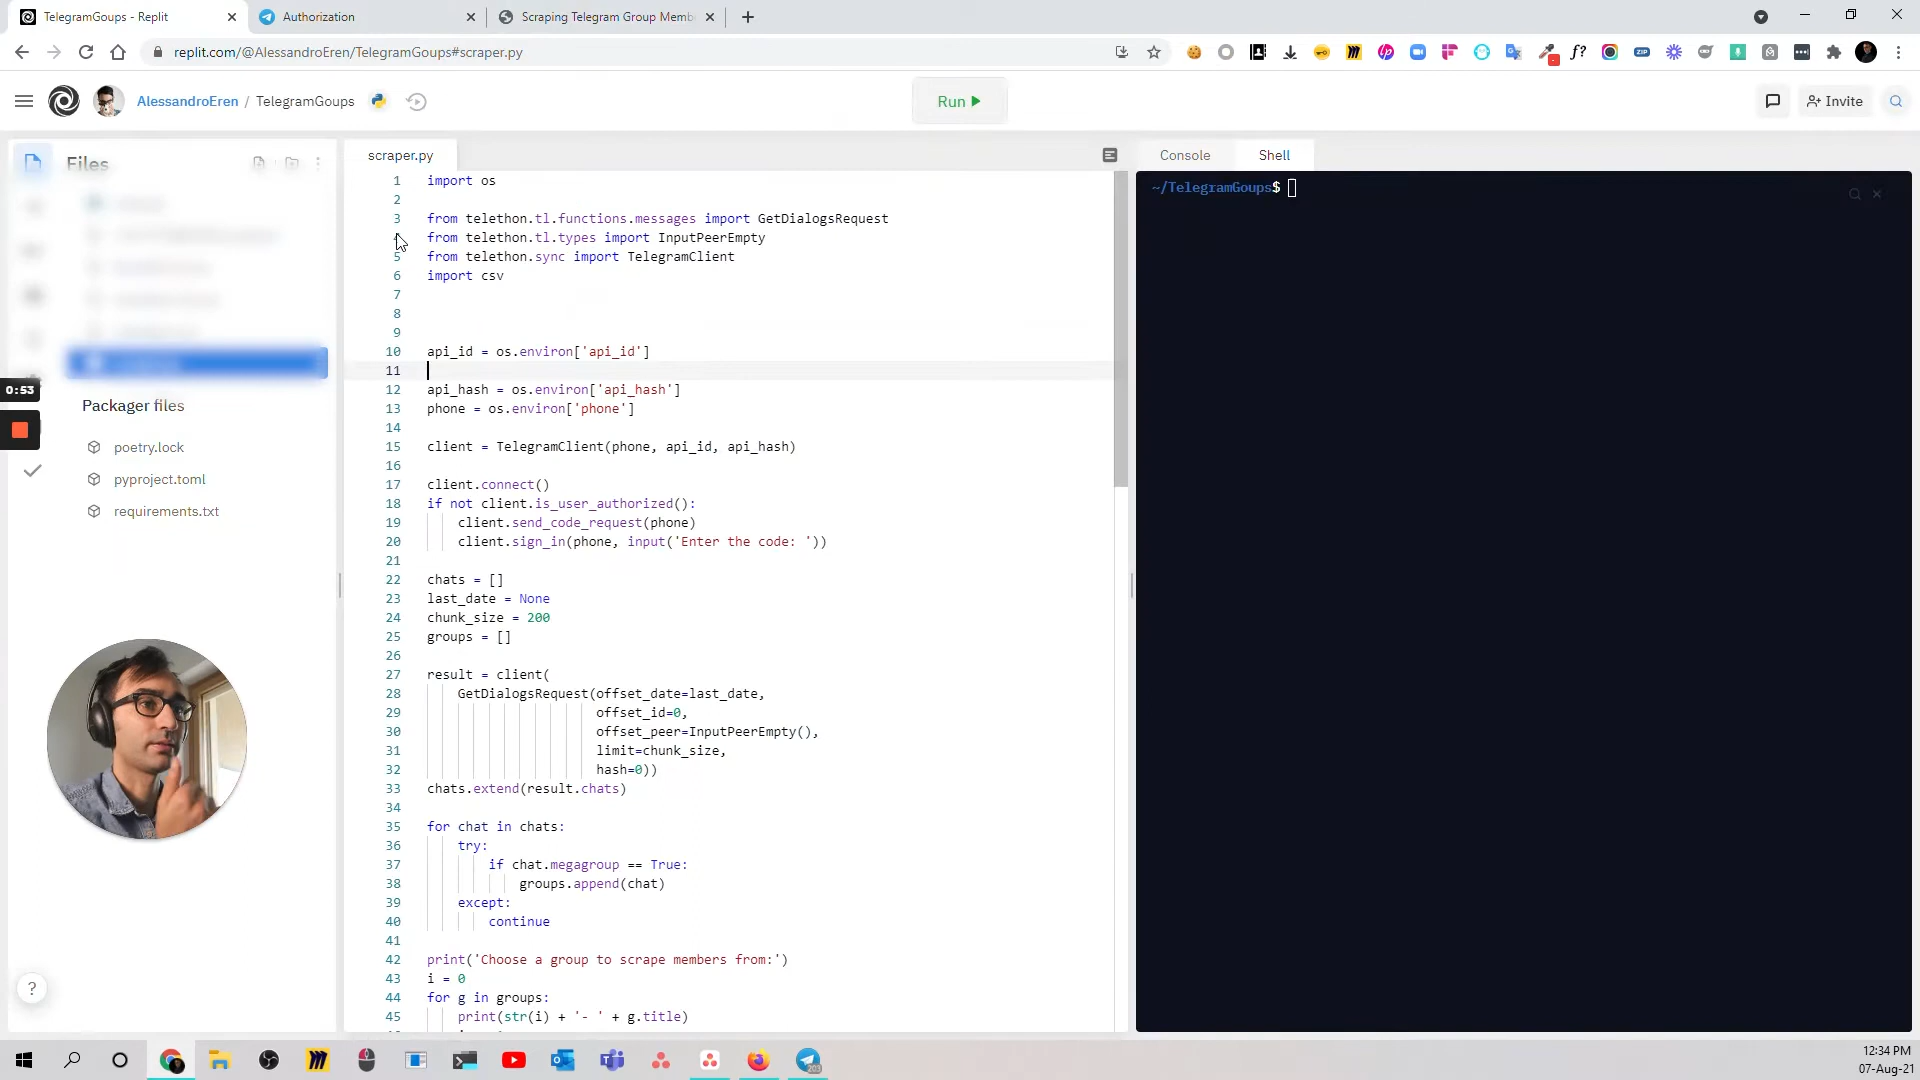 TelegramGoups - Replit
Authorization
Scraping Telegram Group Memb
replit.com/@AlessandroEren/TelegramGoups#scraper.py
ZIP
f?
AlessandroEren / TelegramGoups
Run
Invite
Files
scraper.py
Console
Shell
1 import os
2
3 from telethon.tl.functions.messages import GetDialogsRequest
4 from telethon.tl.types import InputPeerEmpty
5 from telethon.sync import TelegramClient
6 import csv
7
8
9
10 api_id = os.environ['api_id']
11
12 api_hash = os.environ['api_hash']
13 phone = os.environ['phone']
14
15 client = TelegramClient(phone, api_id, api_hash)
16
17 client.connect()
18 if not client.is_user_authorized():
19 client.send_code_request(phone)
20 client.sign_in(phone, input('Enter the code: '))
21
22 chats = []
23 last_date = None
24 chunk_size = 200
25 groups = []
26
27 result = client(
28 GetDialogsRequest(offset_date=last_date,
29 offset_id=0,
30 offset_peer=InputPeerEmpty(),
31 limit=chunk_size,
32 hash=0))
33 chats.extend(result.chats)
34
35 for chat in chats:
36 try:
37 if chat.megagroup == True:
38 groups.append(chat)
39 except:
40 continue
41
42 print('Choose a group to scrape members from:')
43 i = 0
44 for g in groups:
45 print(str(i) + '- ' + g.title)
~/TelegramGoups$
0:53
Packager files
poetry.lock
pyproject.toml
requirements.txt
?
12:34 PM
07-Aug-21